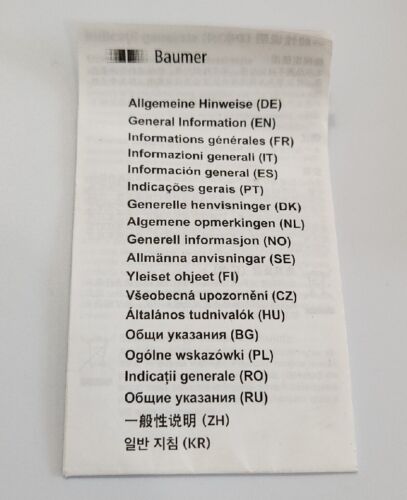 Baumer
Allgemeine Hinweise (DE)
General Information (EN)
Informations générales (FR)
Informazioni generali (IT)
Información general (ES)
Indicações gerais (PT)
Generelle henvisninger (DK)
Algemene opmerkingen (NL)
Generell informasjon (NO)
Allmänna anvisningar (SE)
Yleiset ohjeet (FI)
Všeobecná upozornění (CZ)
Általános tudnivalók (HU)
Общи указания (BG)
Ogólne wskazówki (PL)
Indicații generale (RO)
Общие указания (RU)
一般性说明 (ZH)
일반 지침 (KR)